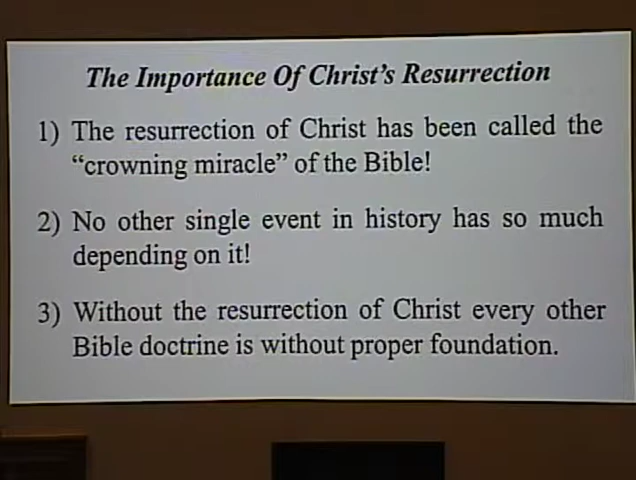 The Importance Of Christ's Resurrection
1) The resurrection of Christ has been called the
“crowning miracle” of the Bible!
2) No other single event in history has so much
depending on it!
3) Without the resurrection of Christ every other
Bible doctrine is without proper foundation.